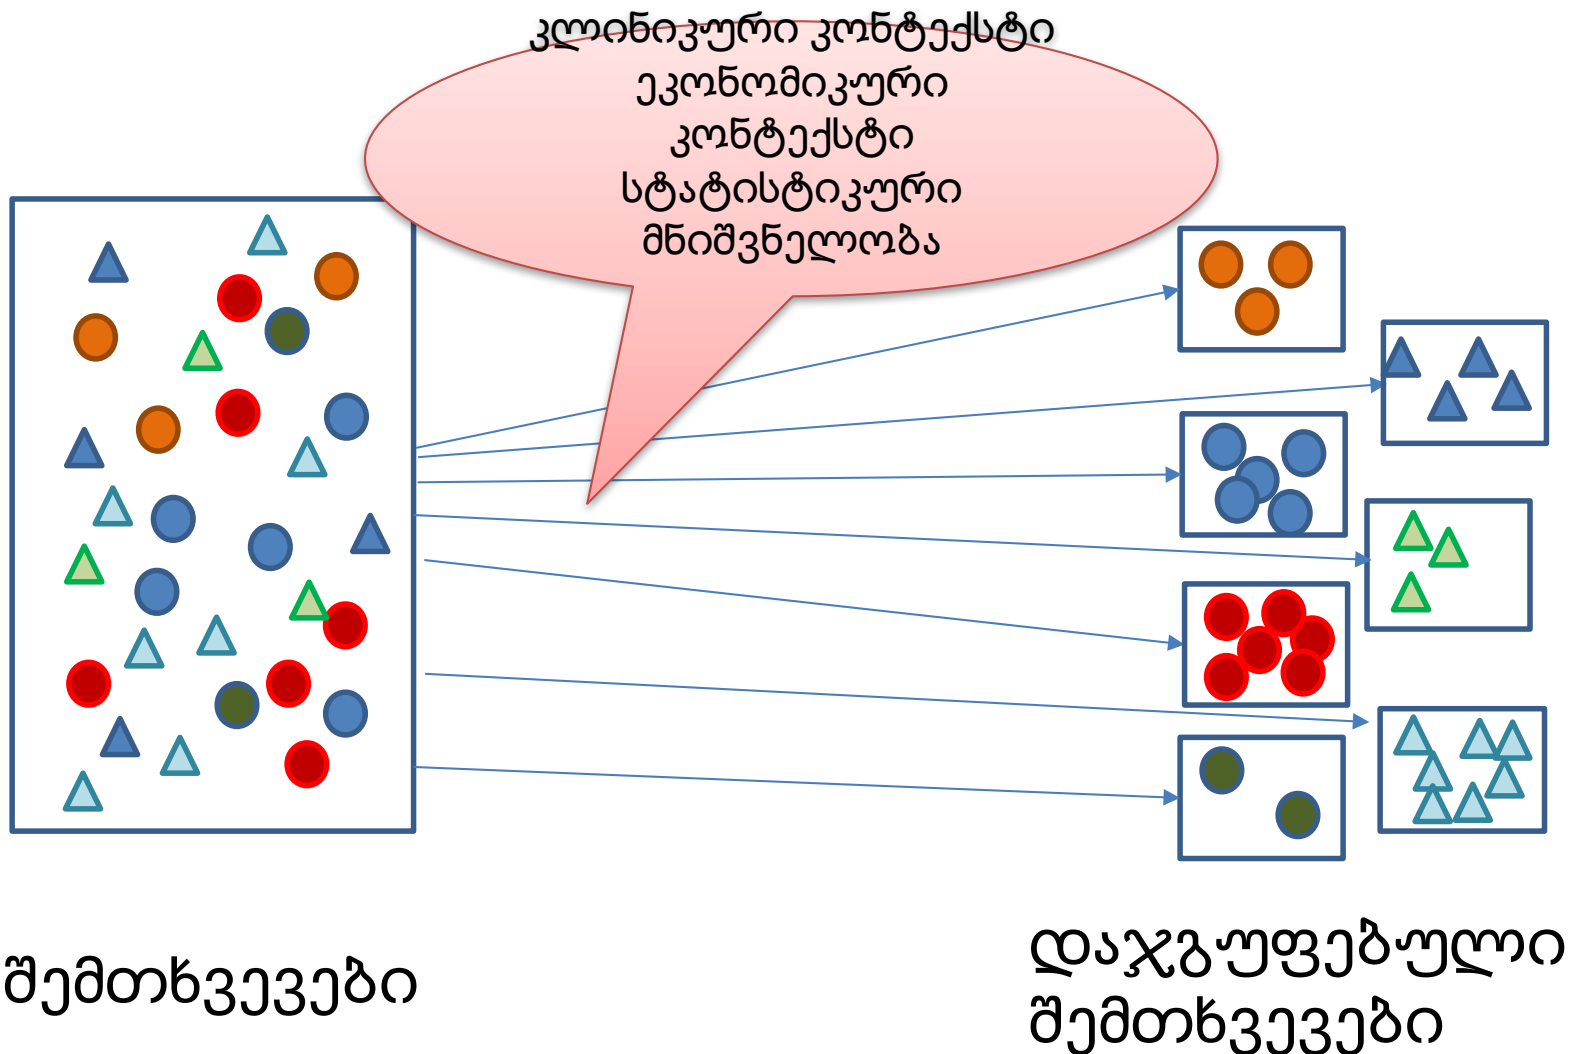 კლინიკური კონტექსტი
ეკონომიკური
კონტექსტი
სტატისტიკური
მნიშვნელობა
შემთხვევები
დაჯგუფებული
შემთხვევები